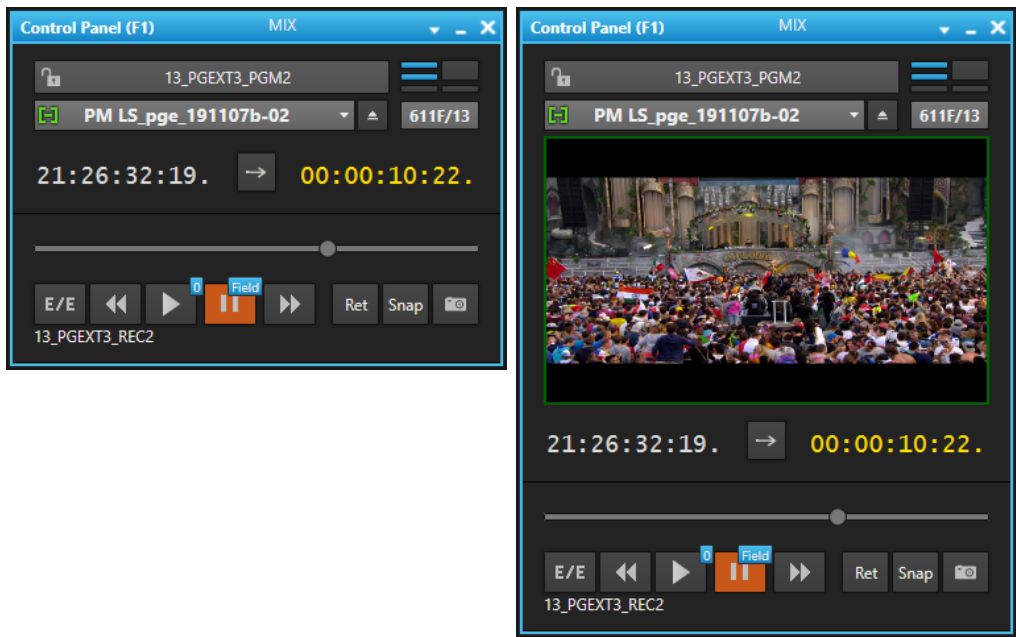 Control Panel (F1) MIX
13_PGEXT3_PGM2
PM LS_pge_191107b-02 611F/13
21:26:32:19. 00:00:10:22.
0 Field
E/E Ret Snap
13_PGEXT3_REC2
Control Panel (F1) MIX
13_PGEXT3_PGM2
PM LS_pge_191107b-02 611F/13
21:26:32:19. 00:00:10:22.
0 Field
E/E Ret Snap
13_PGEXT3_REC2